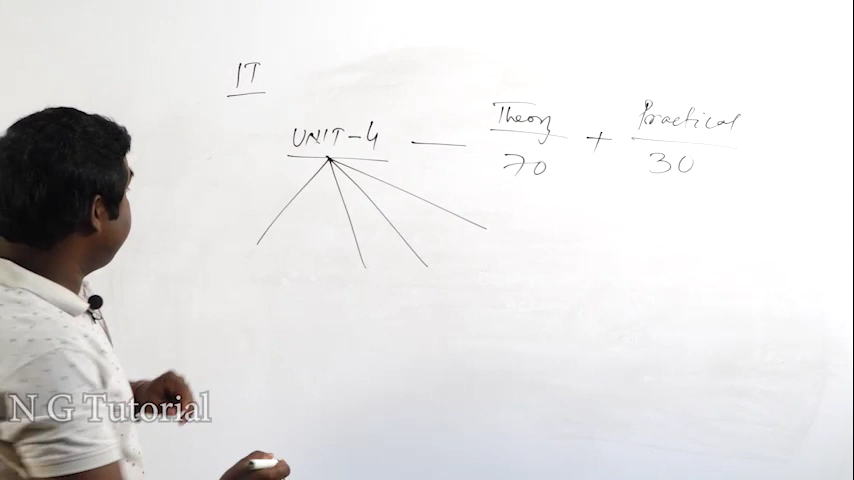 IT
UNIT-4 — Theory + Practical
70 30
N G Tutorial